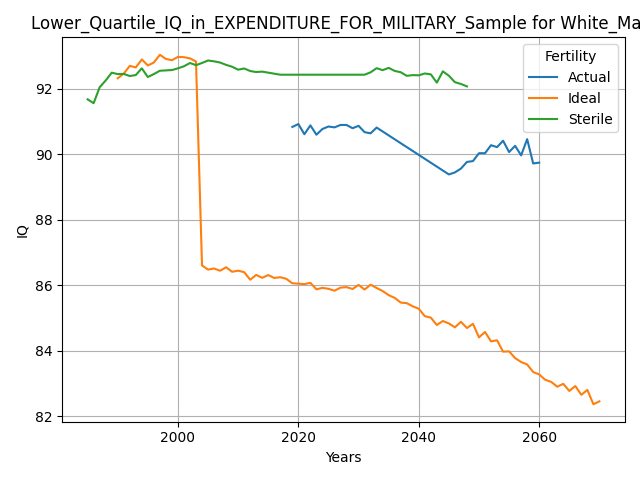 Lower_Quartile_IQ_in_EXPENDITURE_FOR_MILITARY_Sample for White_Ma
Fertility
Actual
Ideal
Sterile
IQ
92
90
88
86
84
82
2000
2020
2040
2060
Years